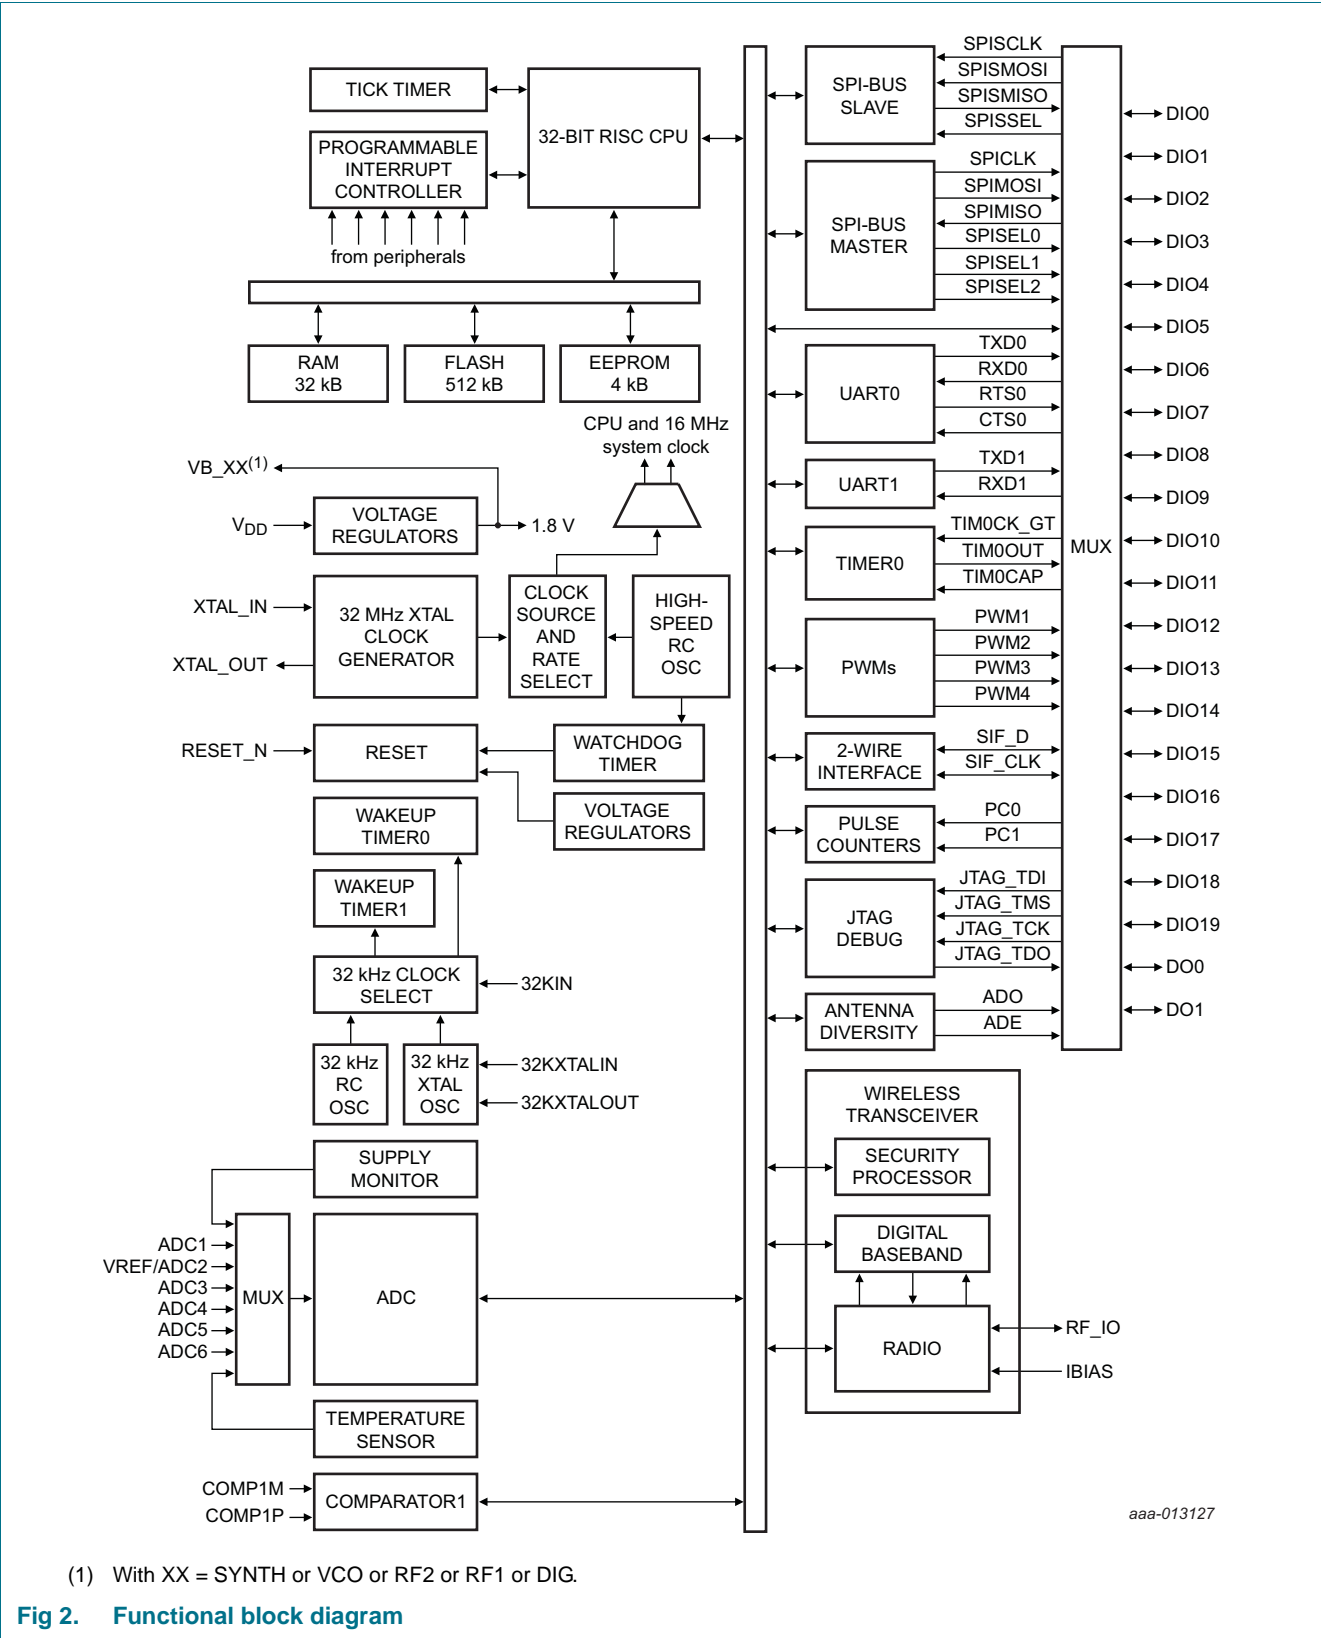 TICK TIMER
PROGRAMMABLE
INTERRUPT
CONTROLLER
from peripherals
32-BIT RISC CPU
RAM
32 kB
FLASH
512 kB
EEPROM
4 kB
CPU and 16 MHz
system clock
VB_XX(1)
VDD
VOLTAGE
REGULATORS
1.8 V
XTAL_IN
XTAL_OUT
32 MHz XTAL
CLOCK
GENERATOR
CLOCK
SOURCE
AND
RATE
SELECT
HIGH-
SPEED
RC
OSC
RESET_N
RESET
WATCHDOG
TIMER
VOLTAGE
REGULATORS
WAKEUP
TIMER0
WAKEUP
TIMER1
32 kHz CLOCK
SELECT
32KIN
32 kHz
RC
OSC
32 kHz
XTAL
OSC
32KXTALIN
32KXTALOUT
SUPPLY
MONITOR
ADC1
VREF/ADC2
ADC3
ADC4
ADC5
ADC6
MUX
ADC
TEMPERATURE
SENSOR
COMP1M
COMP1P
COMPARATOR1
SPI-BUS
SLAVE
SPISCLK
SPISMOSI
SPISMISO
SPISSEL
SPI-BUS
MASTER
SPICLK
SPIMOSI
SPIMISO
SPISEL0
SPISEL1
SPISEL2
UART0
TXD0
RXD0
RTS0
CTS0
UART1
TXD1
RXD1
TIMER0
TIM0CK_GT
TIM0OUT
TIM0CAP
PWMs
PWM1
PWM2
PWM3
PWM4
2-WIRE
INTERFACE
SIF_D
SIF_CLK
PULSE
COUNTERS
PC0
PC1
JTAG
DEBUG
JTAG_TDI
JTAG_TMS
JTAG_TCK
JTAG_TDO
ANTENNA
DIVERSITY
ADO
ADE
MUX
DIO0
DIO1
DIO2
DIO3
DIO4
DIO5
DIO6
DIO7
DIO8
DIO9
DIO10
DIO11
DIO12
DIO13
DIO14
DIO15
DIO16
DIO17
DIO18
DIO19
DO0
DO1
WIRELESS
TRANSCEIVER
SECURITY
PROCESSOR
DIGITAL
BASEBAND
RADIO
RF_IO
IBIAS
aaa-013127
(1) With XX = SYNTH or VCO or RF2 or RF1 or DIG.
Fig 2. Functional block diagram